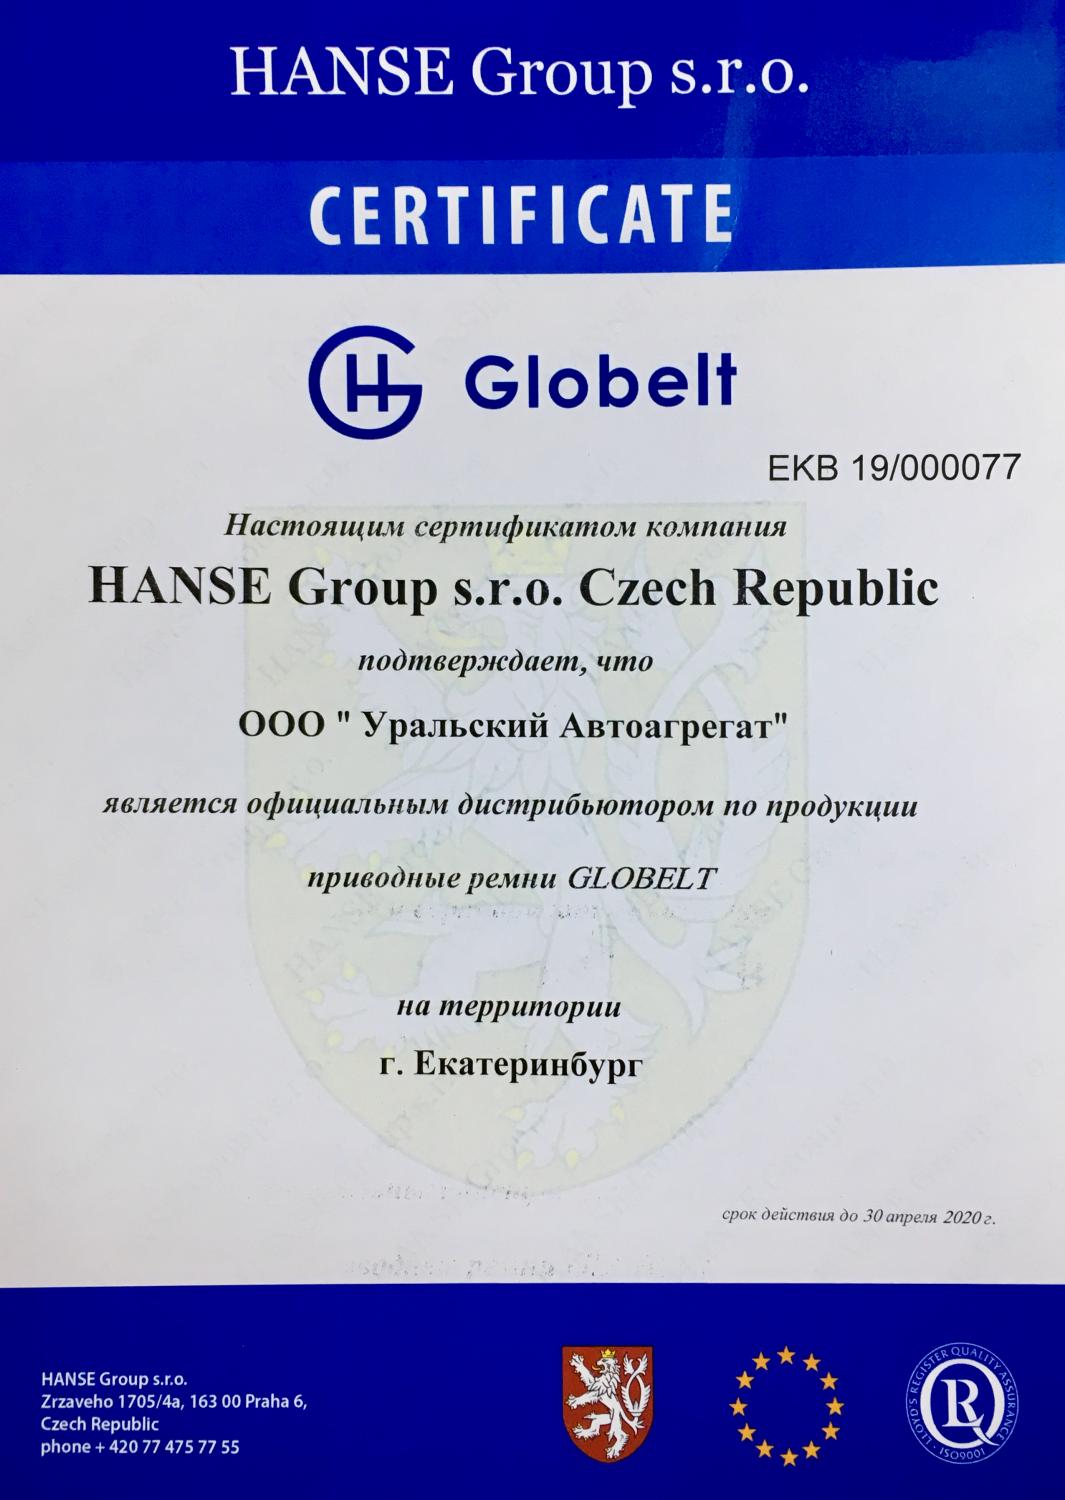 HANSE Group s.r.o.
CERTIFICATE
GH Globelt
EKB 19/000077
Настоящим сертификатом компания
HANSE Group s.r.o. Czech Republic
подтверждает, что
ООО " Уральский Автоагрегат"
является официальным дистрибьютором по продукции
приводные ремни GLOBELT
на территории
г. Екатеринбург
срок действия до 30 апреля 2020 г.
HANSE Group s.r.o.
Zrzaveho 1705/4a, 163 00 Praha 6,
Czech Republic
phone + 420 77 475 77 55
LLOYD'S REGISTER QUALITY ASSURANCE
LRQ
ISO9001